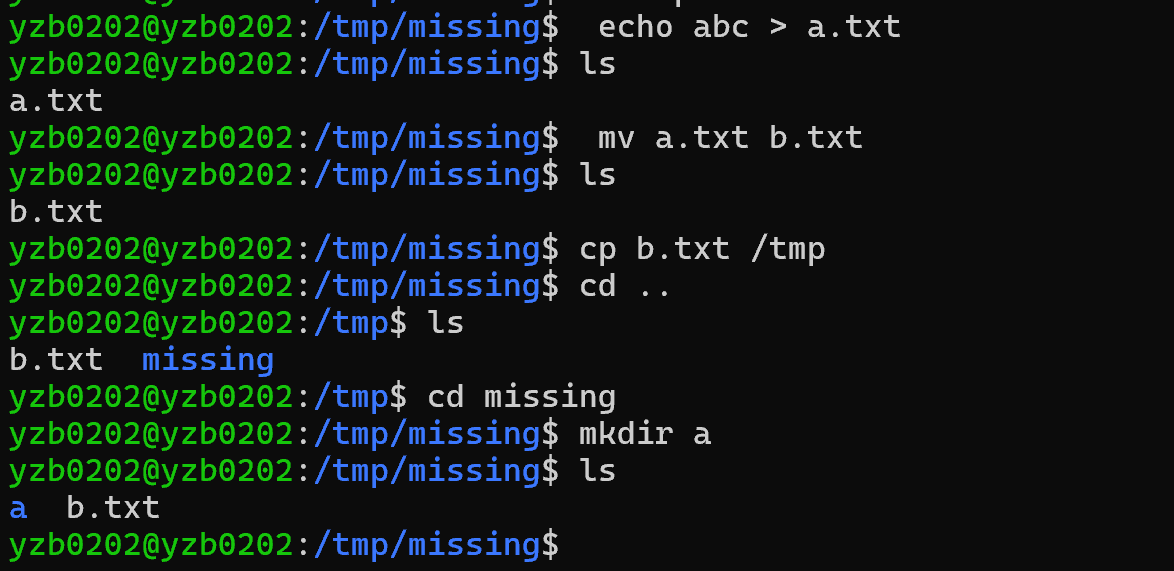 yzb0202@yzb0202:/tmp/missing$  echo abc > a.txt
yzb0202@yzb0202:/tmp/missing$ ls
a.txt
yzb0202@yzb0202:/tmp/missing$  mv a.txt b.txt
yzb0202@yzb0202:/tmp/missing$ ls
b.txt
yzb0202@yzb0202:/tmp/missing$ cp b.txt /tmp
yzb0202@yzb0202:/tmp/missing$ cd ..
yzb0202@yzb0202:/tmp$ ls
b.txt  missing
yzb0202@yzb0202:/tmp$ cd missing
yzb0202@yzb0202:/tmp/missing$ mkdir a
yzb0202@yzb0202:/tmp/missing$ ls
a  b.txt
yzb0202@yzb0202:/tmp/missing$